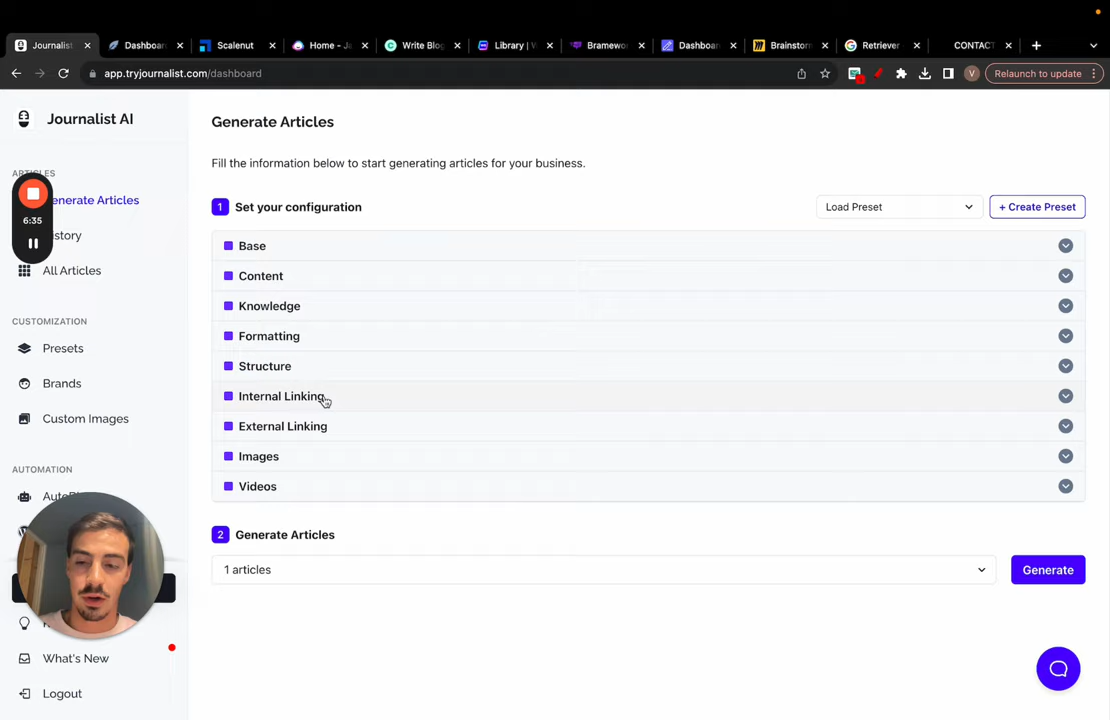 Journalist
Dashboar
Scalenut
Home - Ja
Write Blog
Library | V
Bramewo
Dashboar
Brainstorm
Retriever
CONTACT
app.tryjournalist.com/dashboard
V
Relaunch to update
Journalist AI
ARTICLES
enerate Articles
istory
All Articles
6:35
CUSTOMIZATION
Presets
Brands
Custom Images
AUTOMATION
What's New
Logout
Generate Articles
Fill the information below to start generating articles for your business.
1 Set your configuration
Load Preset
+ Create Preset
Base
Content
Knowledge
Formatting
Structure
Internal Linking
External Linking
Images
Videos
2 Generate Articles
1 articles
Generate